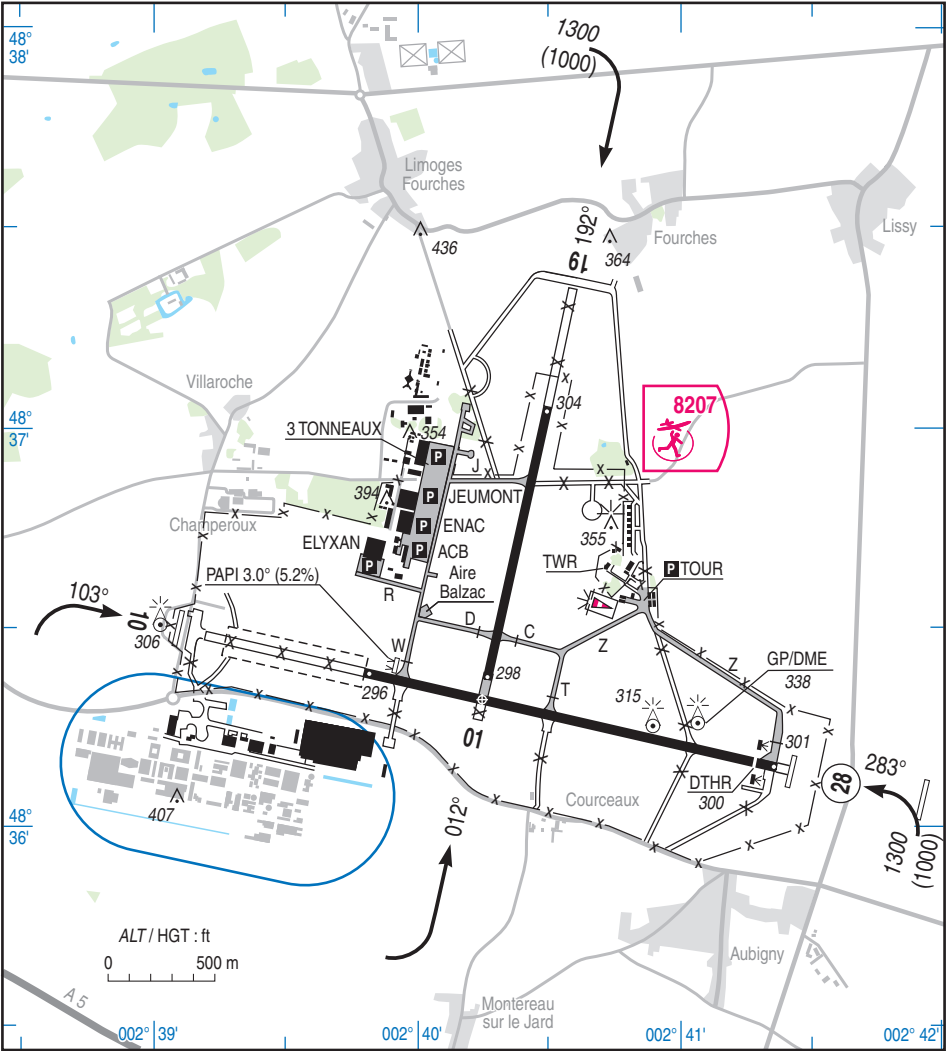 48°
38'
1300
(1000)
Limoges
Fourches
192°
19
436
Fourches
364
Lissy
Villaroche
304
8207
48°
37'
3 TONNEAUX
354
P
J
394
P
JEUMONT
Champeroux
P
ENAC
355
ELYXAN
P
ACB
P
TWR
P TOUR
PAPI 3.0° (5.2%)
Aire
Balzac
R
103°
10
306
D
C
Z
W
Z
GP/DME
338
298
296
T
315
01
301
DTHR
300
28
283°
407
012°
Courceaux
48°
36'
1300
(1000)
ALT / HGT : ft
0
500 m
Aubigny
A 5
Montereau
sur le Jard
002° 39'
002° 40'
002° 41'
002° 42'